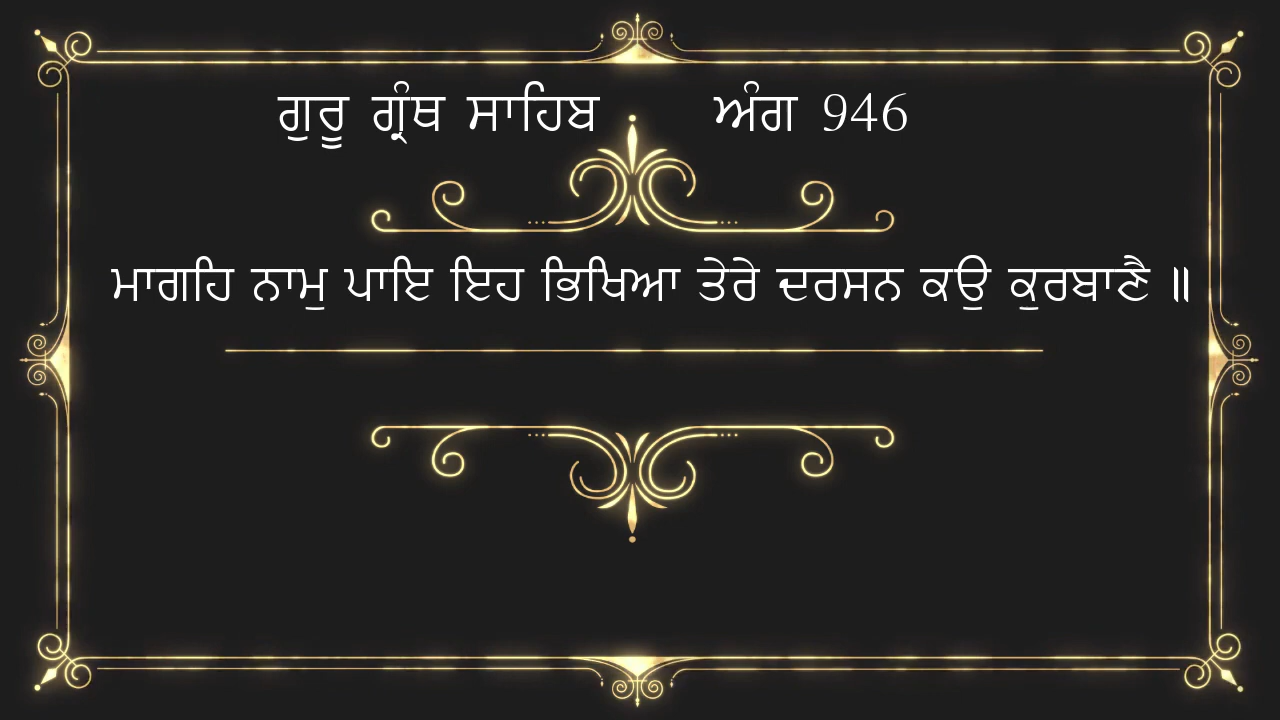 ਗੁਰੂ ਗ੍ਰੰਥ ਸਾਹਿਬ ਅੰਗ 946
ਮਾਗਹਿ ਨਾਮੁ ਪਾਇ ਇਹ ਭਿਖਿਆ ਤੇਰੇ ਦਰਸਨ ਕਉ ਕੁਰਬਾਣੈ ॥